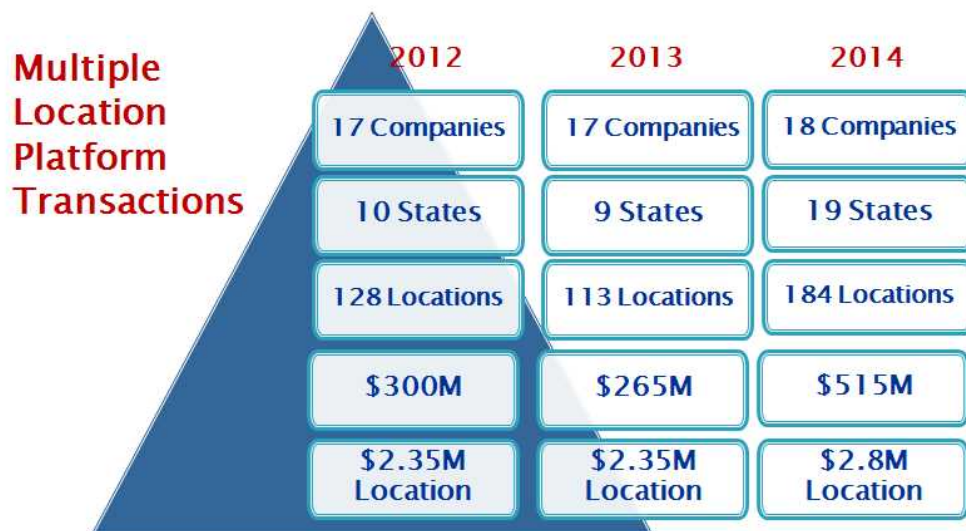 Multiple
Location
Platform
Transactions
2012 2013 2014
17 Companies 17 Companies 18 Companies
10 States 9 States 19 States
128 Locations 113 Locations 184 Locations
$300M $265M $515M
$2.35M $2.35M $2.8M
Location Location Location